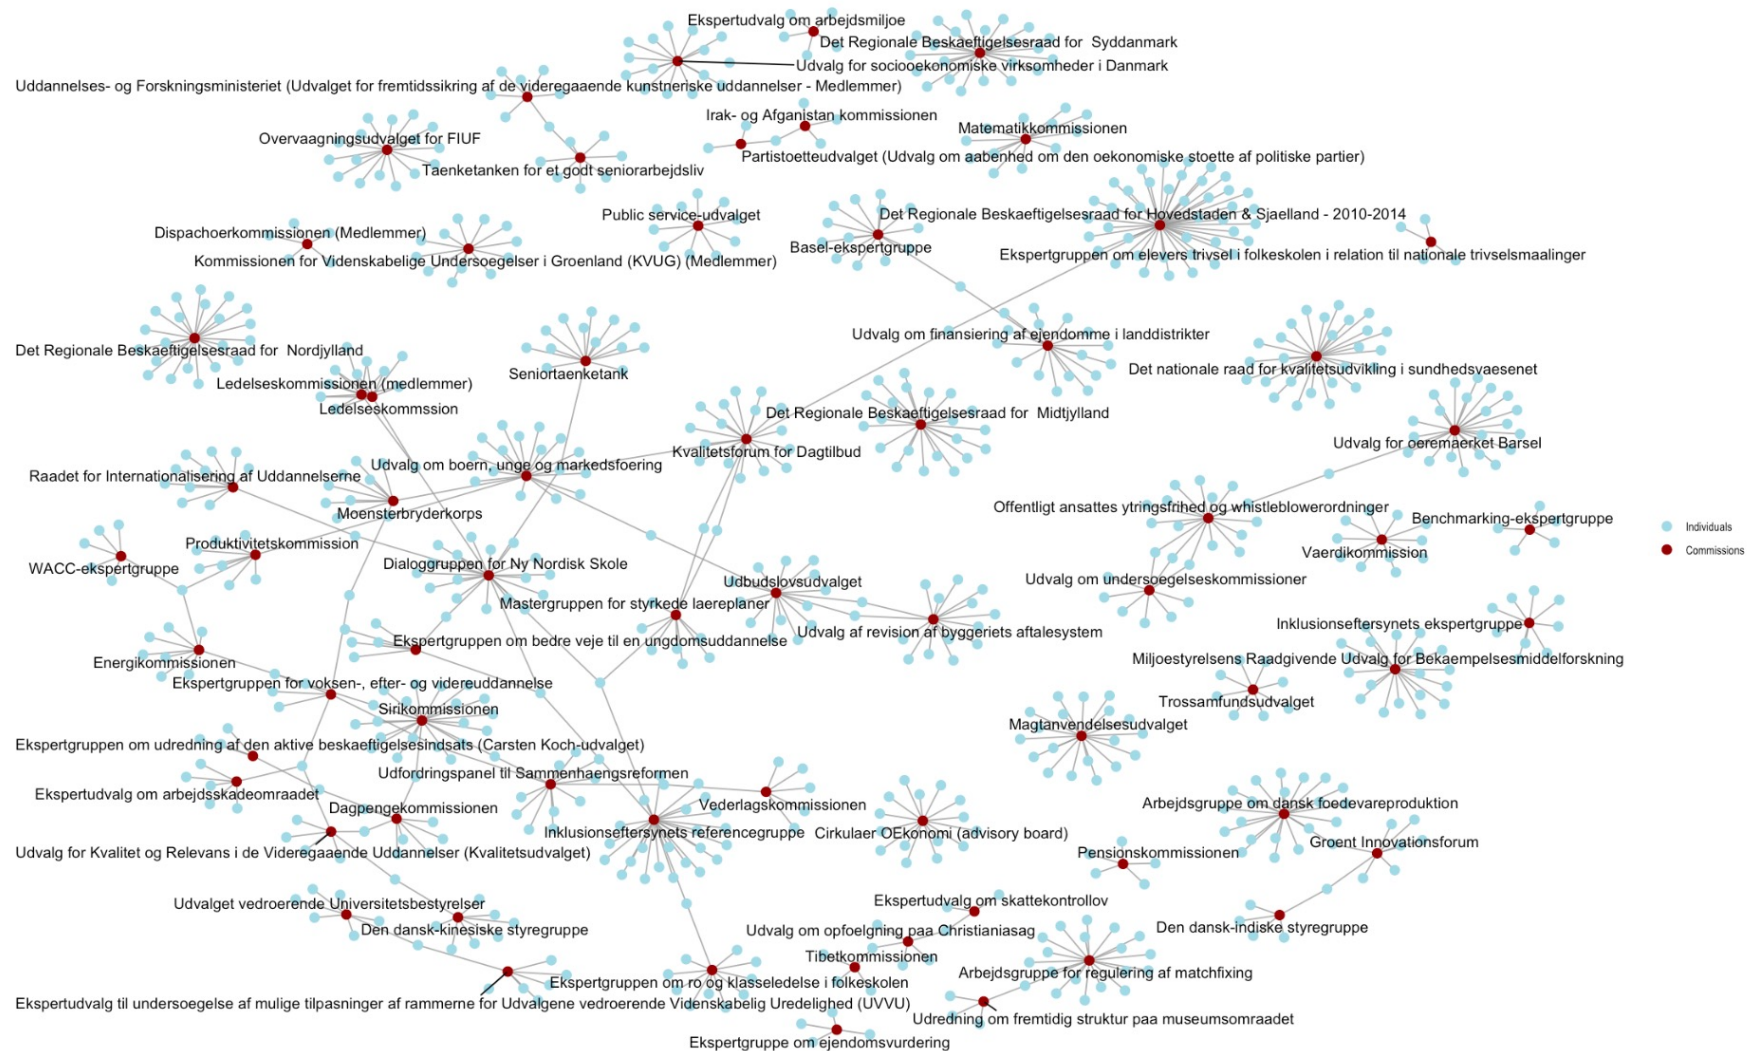 Ekspertudvalg om arbejdsmiljoe
Det Regionale Beskaeftigelsesraad for  Syddanmark
Udvalg for sociooekonomiske virksomheder i Danmark
Uddannelses- og Forskningsministeriet (Udvalget for fremtidssikring af de videregaaende kunstneriske uddannelser - Medlemmer)
Irak- og Afganistan kommissionen
Matematikkommissionen
Overvaagningsudvalget for FIUF
Partistoetteudvalget (Udvalg om aabenhed om den oekonomiske stoette af politiske partier)
Taenketanken for et godt seniorarbejdsliv
Public service-udvalget
Det Regionale Beskaeftigelsesraad for Hovedstaden & Sjaelland - 2010-2014
Dispachoerkommissionen (Medlemmer)
Basel-ekspertgruppe
Ekspertgruppen om elevers trivsel i folkeskolen i relation til nationale trivselsmaalinger
Kommissionen for Videnskabelige Undersoegelser i Groenland (KVUG) (Medlemmer)
Udvalg om finansiering af ejendomme i landdistrikter
Det Regionale Beskaeftigelsesraad for  Nordjylland
Det nationale raad for kvalitetsudvikling i sundhedsvaesenet
Seniortaenketank
Ledelseskommissionen (medlemmer)
Ledelseskommssion
Det Regionale Beskaeftigelsesraad for  Midtjylland
Udvalg for oeremaerket Barsel
Kvalitetsforum for Dagtilbud
Udvalg om boern, unge og markedsfoering
Raadet for Internationalisering af Uddannelserne
Moensterbryderkorps
Offentligt ansattes ytringsfrihed og whistleblowerordninger
Benchmarking-ekspertgruppe
Individuals
Produktivitetskommission
Vaerdikommission
Commissions
WACC-ekspertgruppe
Dialoggruppen for Ny Nordisk Skole
Udbudslovsudvalget
Udvalg om undersoegelseskommissioner
Mastergruppen for styrkede laereplaner
Inklusionseftersynets ekspertgruppe
Udvalg af revision af byggeriets aftalesystem
Ekspertgruppen om bedre veje til en ungdomsuddannelse
Energikommissionen
Miljoestyrelsens Raadgivende Udvalg for Bekaempelsesmiddelforskning
Ekspertgruppen for voksen-, efter- og videreuddannelse
Trossamfundsudvalget
Sirikommissionen
Magtanvendelsesudvalget
Ekspertgruppen om udredning af den aktive beskaeftigelsesindsats (Carsten Koch-udvalget)
Udfordringspanel til Sammenhaengsreformen
Ekspertudvalg om arbejdsskadeomraadet
Vederlagskommissionen
Arbejdsgruppe om dansk foedevareproduktion
Dagpengekommissionen
Inklusionseftersynets referencegruppe
Cirkulaer OEkonomi (advisory board)
Groent Innovationsforum
Udvalg for Kvalitet og Relevans i de Videregaaende Uddannelser (Kvalitetsudvalget)
Pensionskommissionen
Ekspertudvalg om skattekontrollov
Udvalget vedroerende Universitetsbestyrelser
Den dansk-kinesiske styregruppe
Udvalg om opfoelgning paa Christianiasag
Den dansk-indiske styregruppe
Tibetkommissionen
Arbejdsgruppe for regulering af matchfixing
Ekspertgruppen om ro og klasseledelse i folkeskolen
Ekspertudvalg til undersoegelse af mulige tilpasninger af rammerne for Udvalgene vedroerende Videnskabelig Uredelighed (UVVU)
Udredning om fremtidig struktur paa museumsomraadet
Ekspertgruppe om ejendomsvurdering